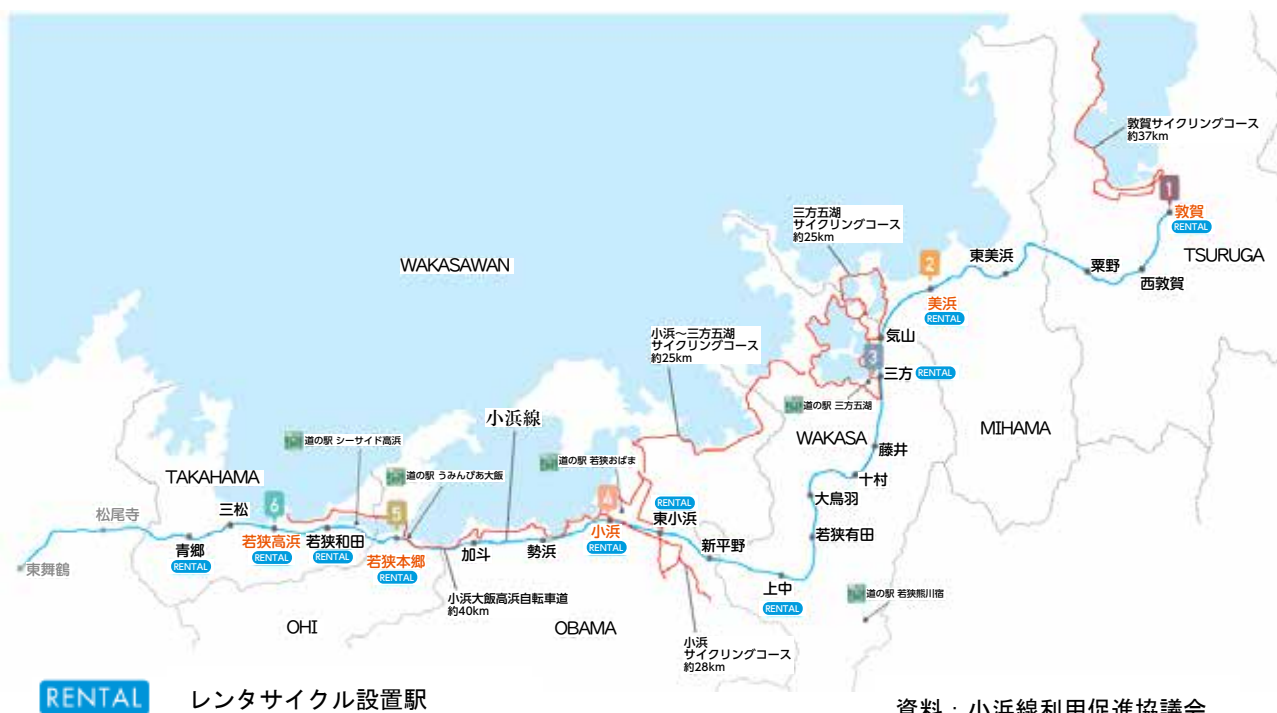 敦賀サイクリングコース
約37km
1
敦賀
RENTAL
TSURUGA
三方五湖
サイクリングコース
約25km
WAKASAWAN
2
東美浜
粟野
西敦賀
美浜
RENTAL
気山
小浜~三方五湖
サイクリングコース
約25km
3
三方
RENTAL
道の駅 三方五湖
小浜線
WAKASA
MIHAMA
道の駅 シーサイド高浜
藤井
道の駅 若狭おばま
TAKAHAMA
道の駅 うみんぴあ大飯
十村
大鳥羽
松尾寺
三松
6
5
4
RENTAL
東小浜
小浜
RENTAL
若狭有田
青郷
RENTAL
若狭高浜
RENTAL
若狭和田
RENTAL
若狭本郷
RENTAL
加斗
勢浜
新平野
東舞鶴
上中
RENTAL
道の駅 若狭熊川宿
小浜大飯高浜自転車道
約40km
OHI
OBAMA
小浜
サイクリングコース
約28km
RENTAL
レンタサイクル設置駅
資料:小浜線利用促進協議会